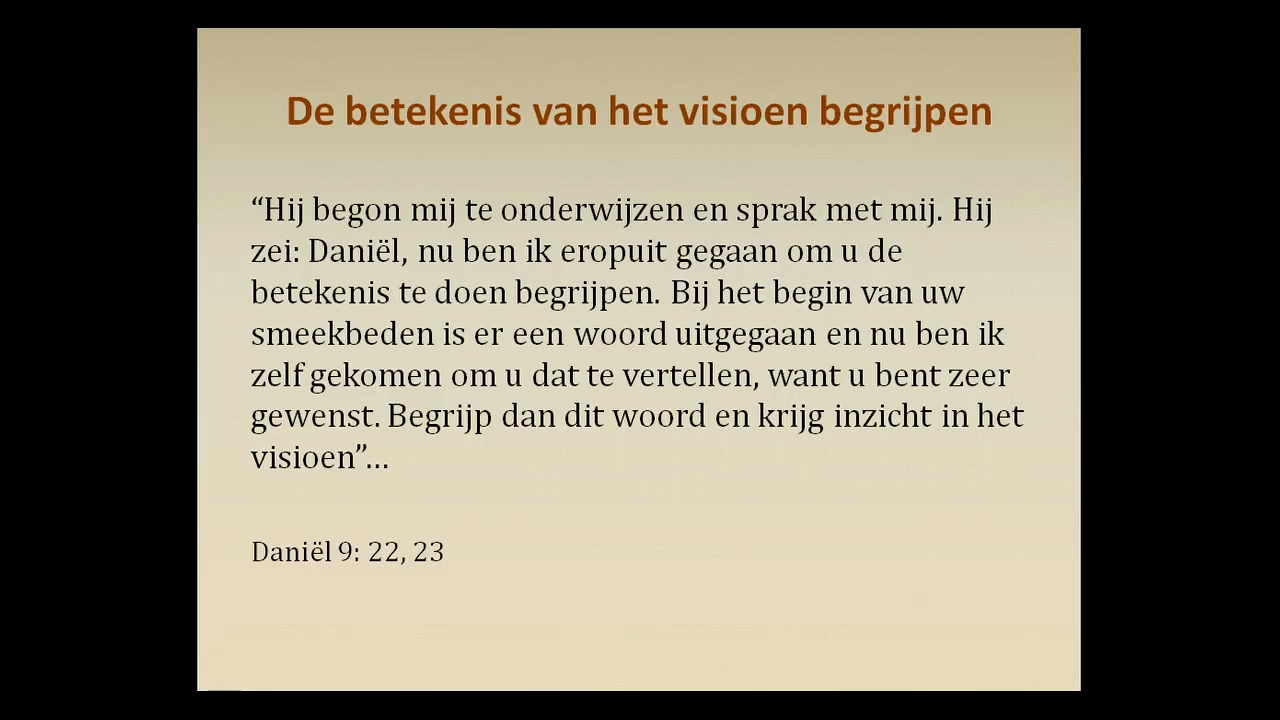 De betekenis van het visioen begrijpen
“Hij begon mij te onderwijzen en sprak met mij. Hij
zei: Daniël, nu ben ik eropuit gegaan om u de
betekenis te doen begrijpen. Bij het begin van uw
smeekbeden is er een woord uitgegaan en nu ben ik
zelf gekomen om u dat te vertellen, want u bent zeer
gewenst. Begrijp dan dit woord en krijg inzicht in het
visioen”…
Daniël 9: 22, 23